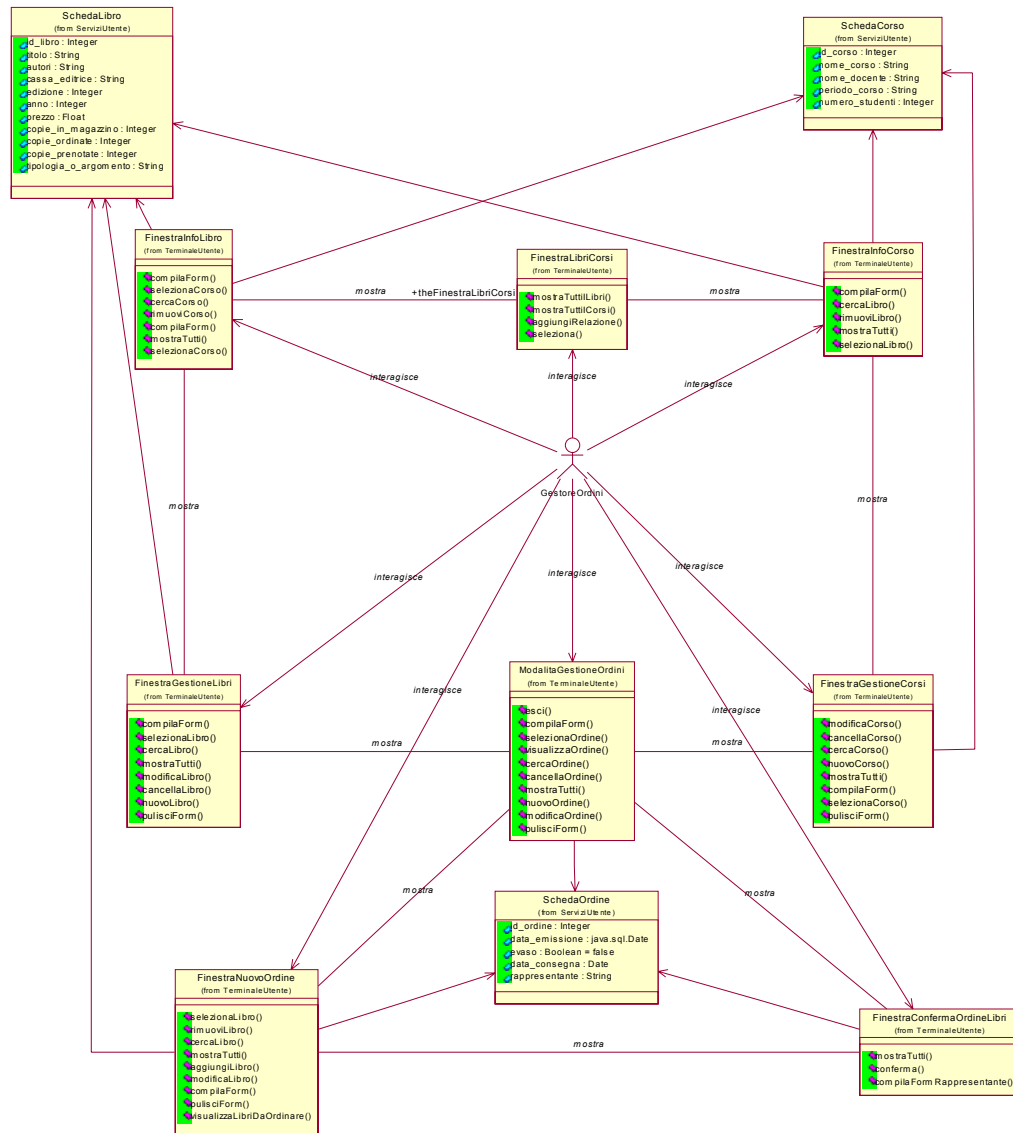 SchedaLibro
(from ServiziUtente)
id_libro : Integer
titolo : String
autori : String
cassa_editrice : String
edizione : Integer
anno : Integer
prezzo : Float
copie_in_magazzino : Integer
copie_ordinate : Integer
copie_prenotate : Integer
tipologia_o_argomento : String
SchedaCorso
(from ServiziUtente)
id_corso : Integer
nome_corso : String
nome_docente : String
periodo_corso : String
numero_studenti : Integer
FinestraInfoLibro
(from TerminaleUtente)
compilaForm()
selezionaCorso()
cercaCorso()
rimuoviCorso()
compilaForm()
mostraTutti()
selezionaCorso()
mostra
+theFinestraLibriCorsi
FinestraLibriCorsi
(from TerminaleUtente)
mostraTuttiLibri()
mostraTuttiCorsi()
aggiungiRelazione()
seleziona()
mostra
FinestraInfoCorso
(from TerminaleUtente)
compilaForm()
cercaLibro()
rimuoviLibro()
mostraTutti()
selezionaLibro()
interagisce
interagisce
interagisce
GestoreOrdini
mostra
mostra
interagisce
interagisce
interagisce
interagisce
interagisce
FinestraGestioneLibri
(from TerminaleUtente)
compilaForm()
selezionaLibro()
cercaLibro()
mostraTutti()
modificaLibro()
cancellaLibro()
nuovoLibro()
pulisciForm()
mostra
ModalitaGestioneOrdini
(from TerminaleUtente)
esci()
compilaForm()
selezionaOrdine()
visualizzaOrdine()
cercaOrdine()
cancellaOrdine()
mostraTutti()
nuovoOrdine()
modificaOrdine()
pulisciForm()
mostra
FinestraGestioneCorsi
(from TerminaleUtente)
modificaCorso()
cancellaCorso()
cercaCorso()
nuovoCorso()
mostraTutti()
compilaForm()
selezionaCorso()
pulisciForm()
mostra
mostra
SchedaOrdine
(from ServiziUtente)
id_ordine : Integer
data_emissione : java.sql.Date
evaso : Boolean = false
data_consegna : Date
rappresentante : String
FinestraNuovoOrdine
(from TerminaleUtente)
selezionaLibro()
rimuoviLibro()
cercaLibro()
mostraTutti()
aggiungiLibro()
modificaLibro()
compilaForm()
pulisciForm()
visualizzaLibriDaOrdinare()
mostra
FinestraConfermaOrdineLibri
(from TerminaleUtente)
mostraTutti()
conferma()
compilaFormRappresentante()